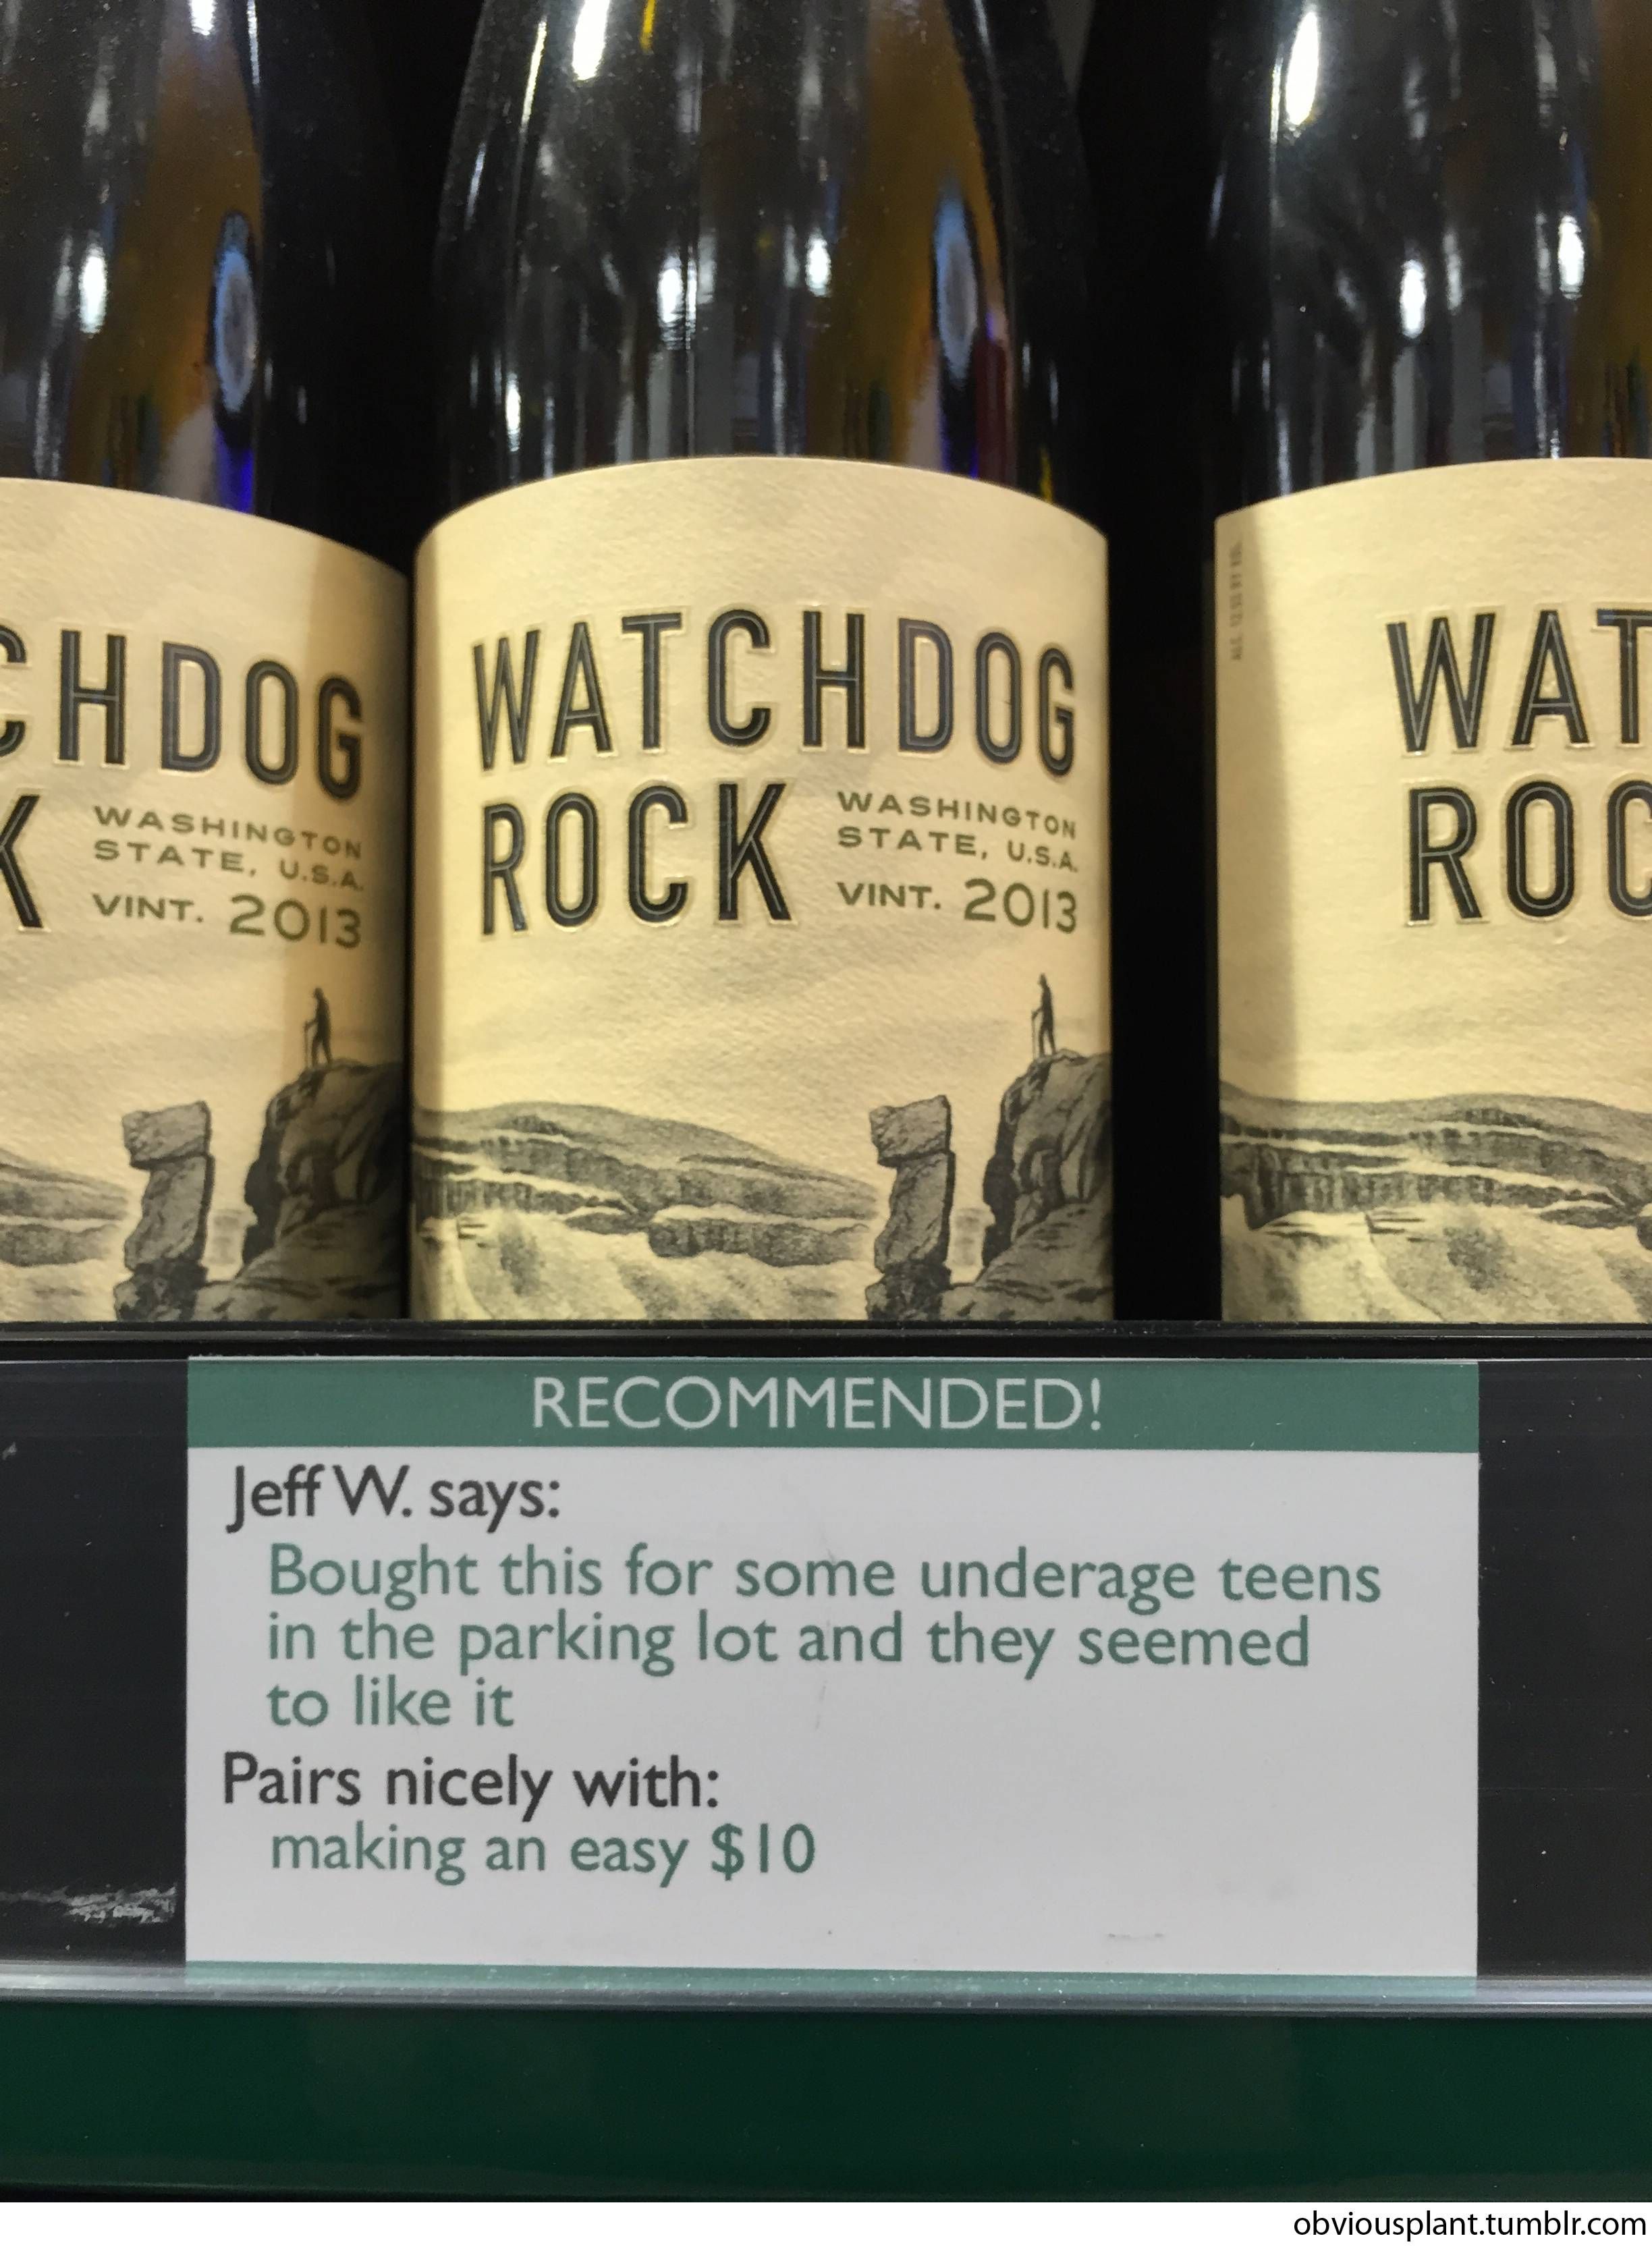 CHDOG
K
WASHINGTON
STATE, U.S.A.
VINT. 2013
WATCHDOG
ROCK
WASHINGTON
STATE, U.S.A.
VINT. 2013
WAT
ROC
RECOMMENDED!
Jeff W. says:
Bought this for some underage teens
in the parking lot and they seemed
to like it
Pairs nicely with:
making an easy $10
obviousplant.tumblr.com